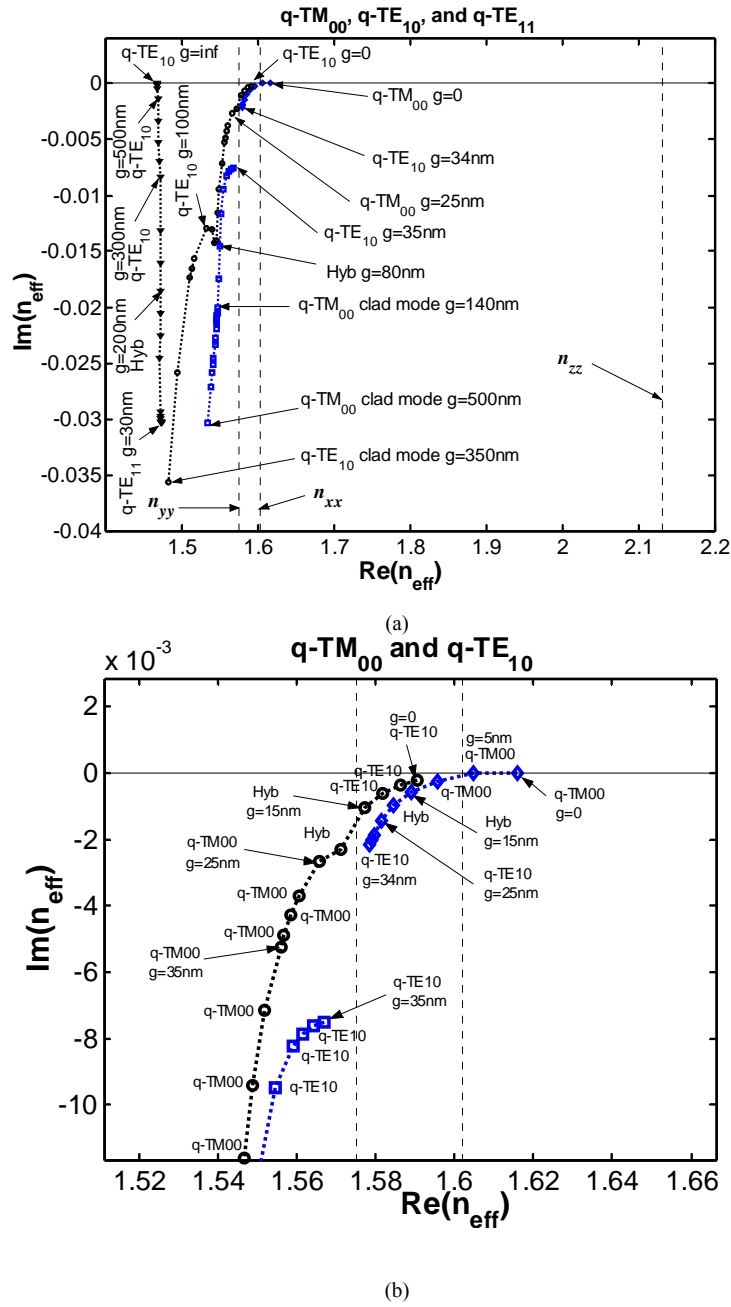 q-TM00, q-TE10, and q-TE11
q-TE10 g=inf
q-TE10 g=0
q-TM00 g=0
q-TE10 g=34nm
q-TM00 g=25nm
q-TE10 g=35nm
Hyb g=80nm
q-TM00 clad mode g=140nm
q-TM00 clad mode g=500nm
q-TE10 clad mode g=350nm
g=500nm
q-TE10
q-TE10 g=100nm
g=300nm
q-TE10
g=200nm
Hyb
q-TE11 g=30nm
nyy
nxx
nzz
0
-0.005
-0.01
-0.015
-0.02
-0.025
-0.03
-0.035
-0.04
Im(neff)
1.5 1.6 1.7 1.8 1.9 2 2.1 2.2
Re(neff)
(a)
x 10-3
q-TM00 and q-TE10
2
0
-2
-4
-6
-8
-10
Im(neff)
g=0
q-TE10
g=5nm
q-TM00
q-TE10
q-TE10
q-TM00
q-TM00
g=0
Hyb
g=15nm
Hyb
Hyb
g=15nm
Hyb
q-TM00
g=25nm
q-TE10
g=34nm
q-TE10
g=25nm
q-TM00
q-TM00
q-TM00
q-TM00
g=35nm
q-TE10
g=35nm
q-TM00
q-TE10
q-TE10
q-TM00
q-TE10
q-TM00
1.52 1.54 1.56 1.58 1.6 1.62 1.64 1.66
Re(neff)
(b)